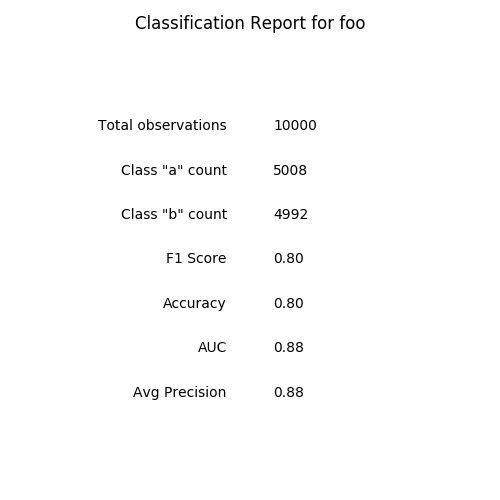 Classification Report for foo
Total observations 10000
Class "a" count 5008
Class "b" count 4992
F1 Score 0.80
Accuracy 0.80
AUC 0.88
Avg Precision 0.88